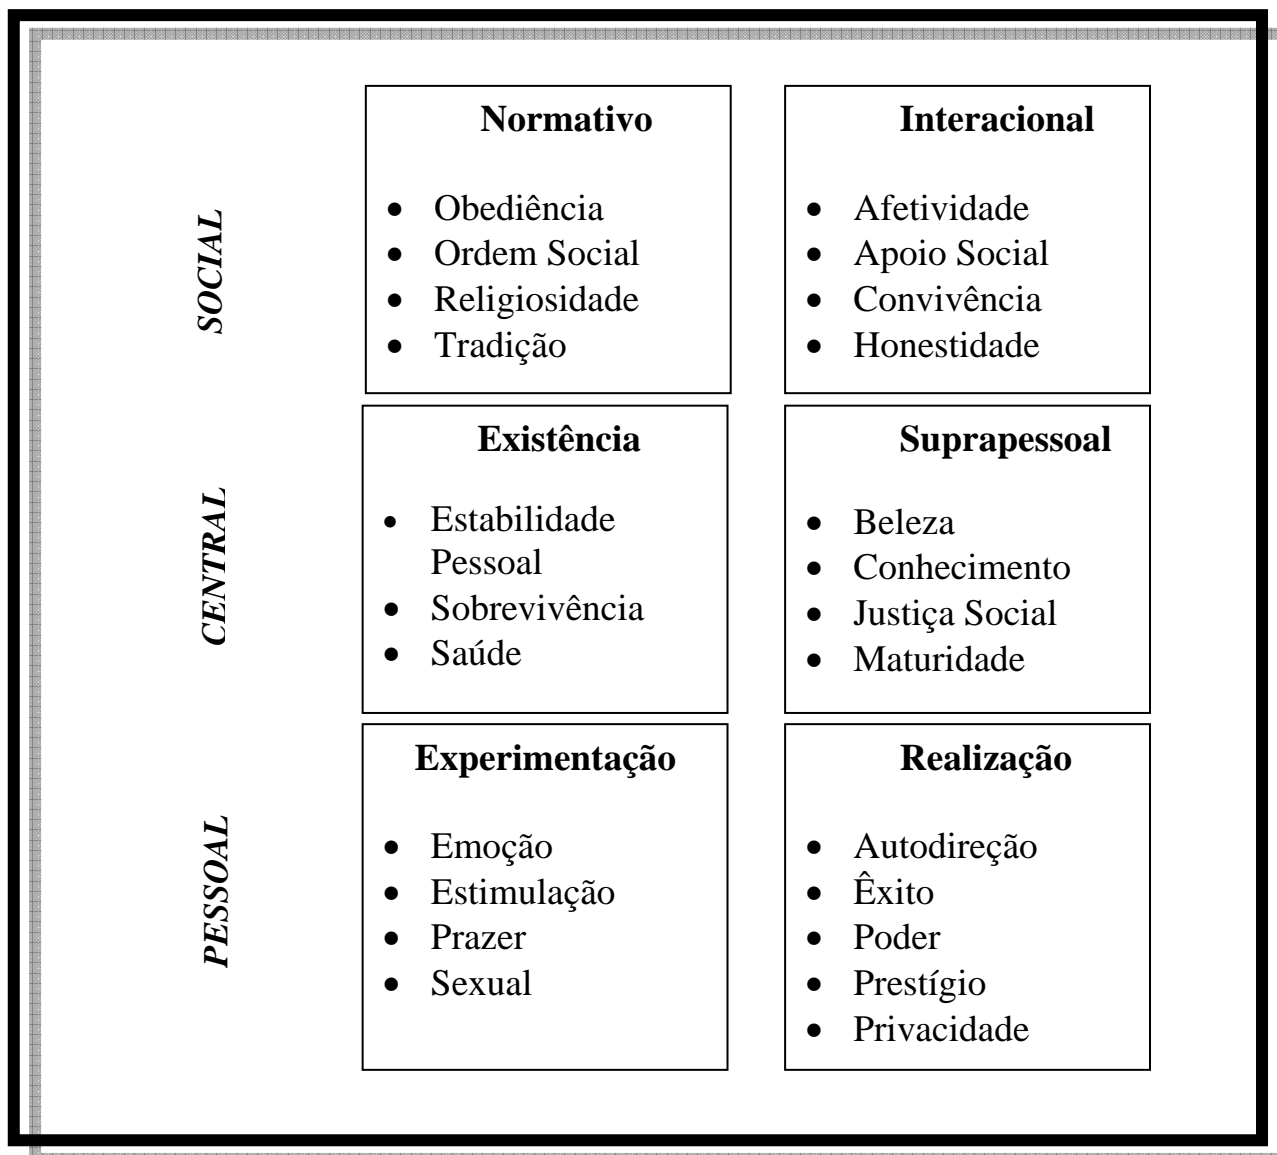 SOCIAL
Normativo
• Obediência
• Ordem Social
• Religiosidade
• Tradição
Interacional
• Afetividade
• Apoio Social
• Convivência
• Honestidade
CENTRAL
Existência
• Estabilidade
Pessoal
• Sobrevivência
• Saúde
Suprapessoal
• Beleza
• Conhecimento
• Justiça Social
• Maturidade
PESSOAL
Experimentação
• Emoção
• Estimulação
• Prazer
• Sexual
Realização
• Autodireção
• Êxito
• Poder
• Prestígio
• Privacidade